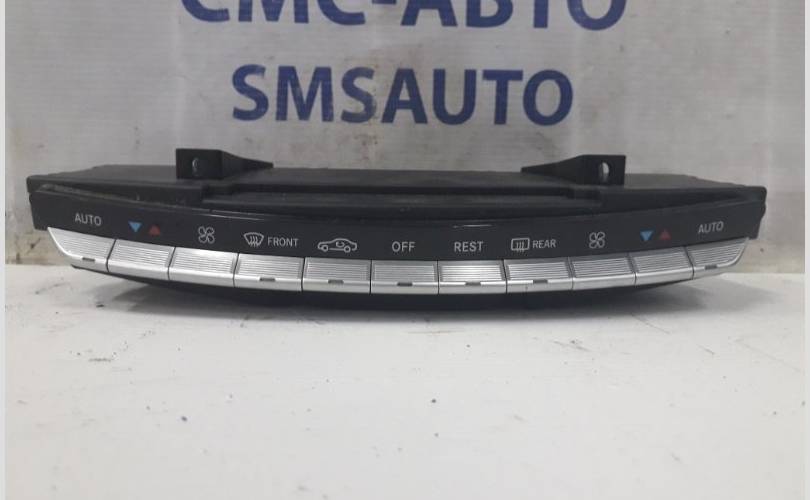 СМС-АВТО
SMSAUTO
AUTO FRONT OFF REST REAR AUTO